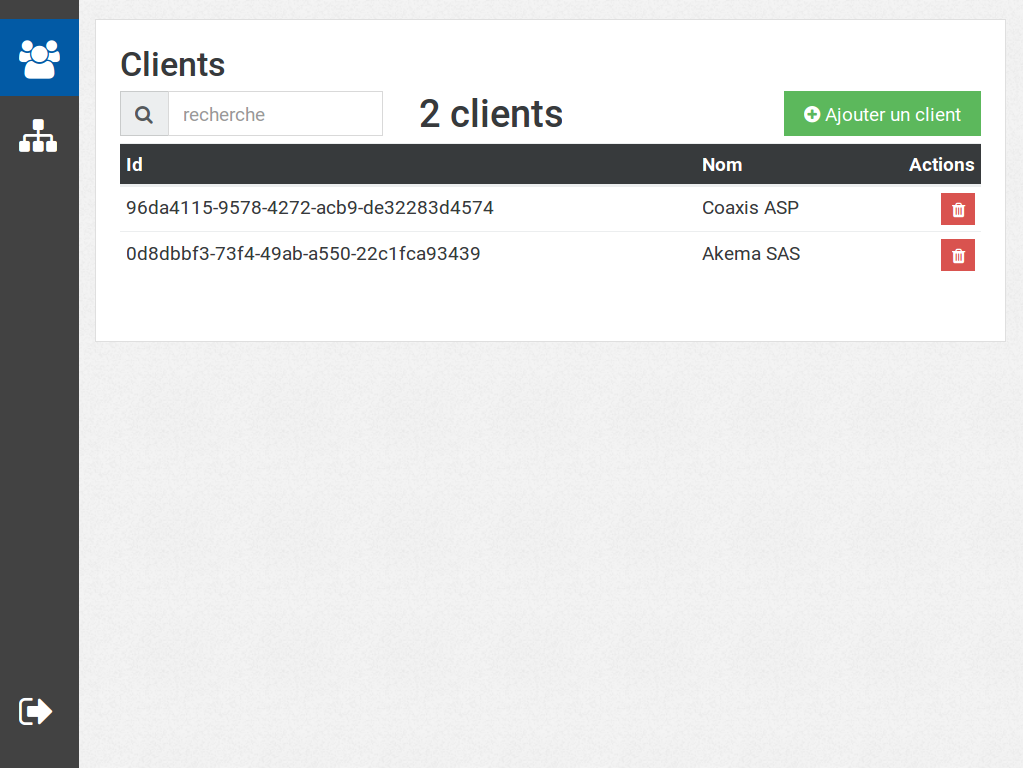 Clients
recherche
2 clients
Ajouter un client
Id Nom Actions
96da4115-9578-4272-acb9-de32283d4574 Coaxis ASP
0d8dbbf3-73f4-49ab-a550-22c1fca93439 Akema SAS